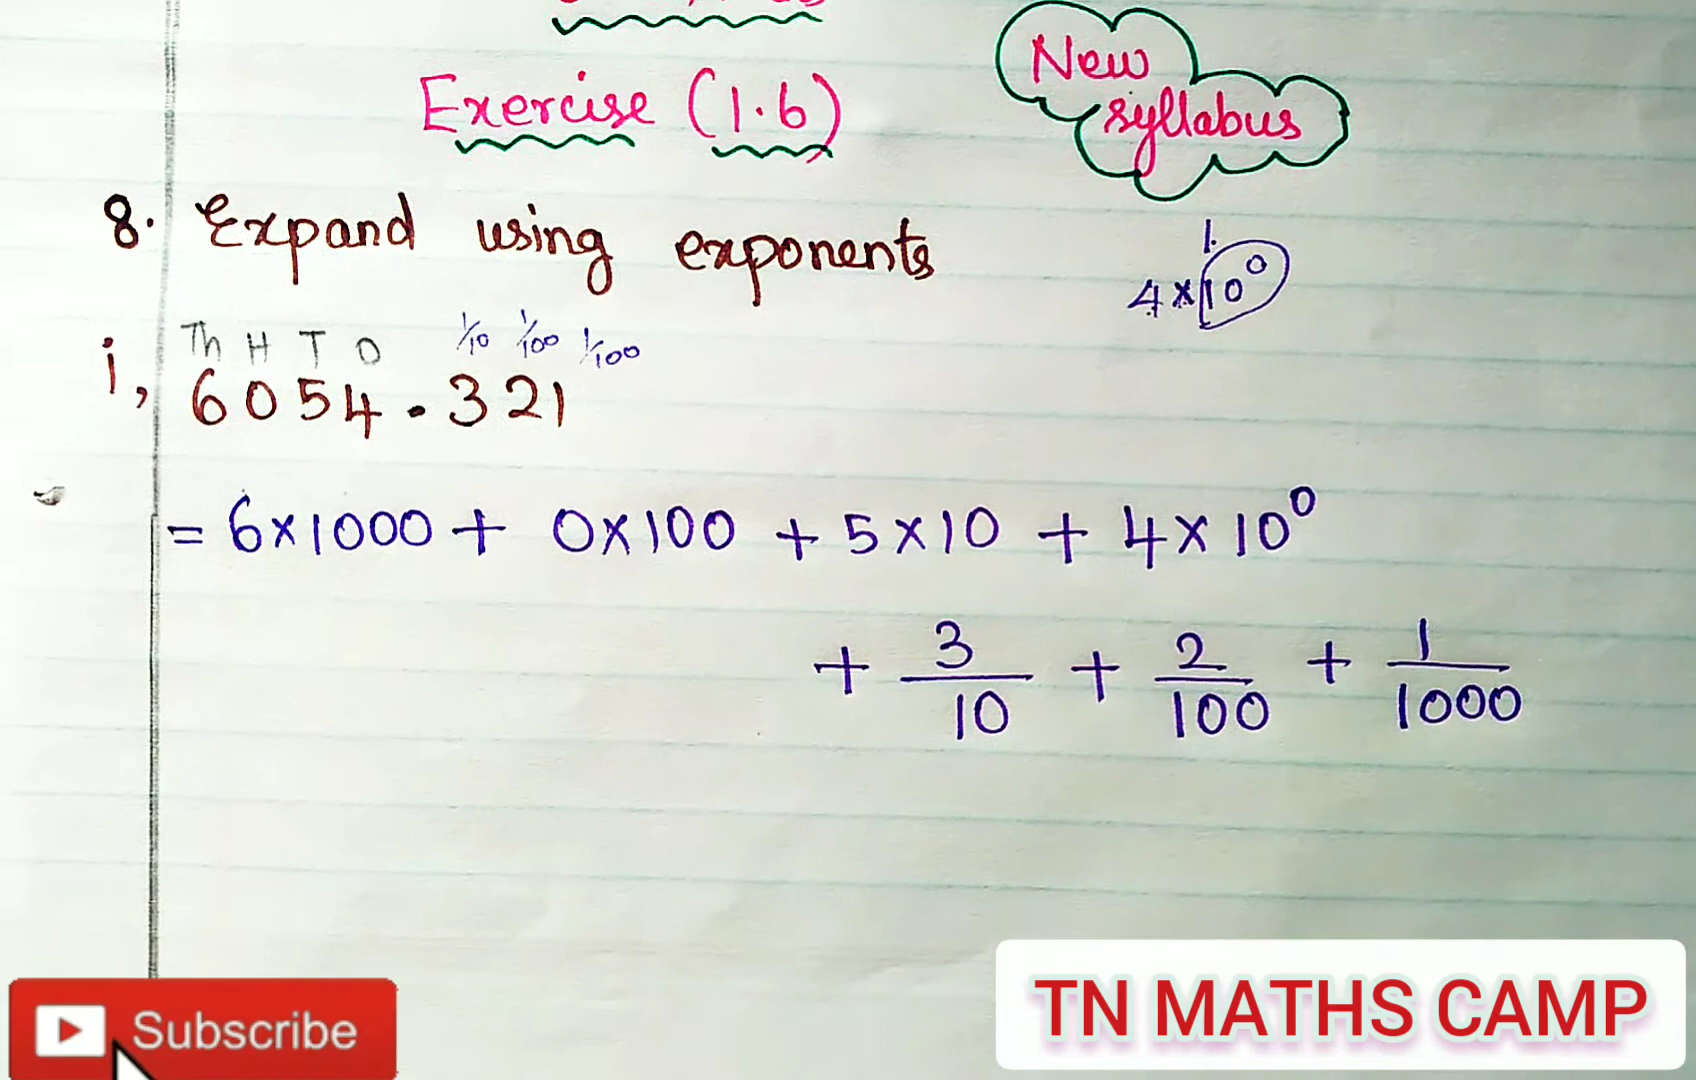 Exercise (1.6)
New
syllabus
8. Expand using exponents
1
4×10⁰
Th H T O 1/10 1/100 1/100
i, 6054.321
= 6×1000 + 0×100 + 5×10 + 4×10⁰
+ 3/10 + 2/100 + 1/1000
Subscribe
TN MATHS CAMP